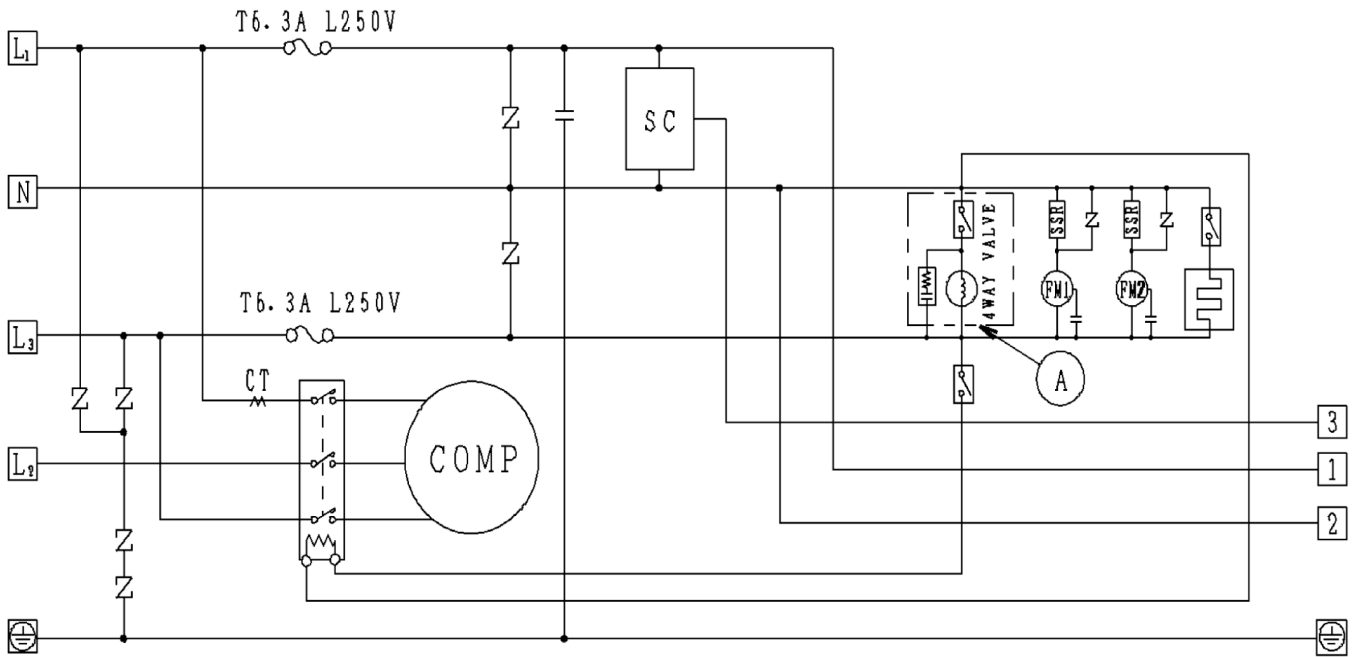 T6. 3A L250V
L₁
SC
N
SSR
SSR
4WAY VALVE
FM1
FM2
T6. 3A L250V
L₃
CT
A
3
COMP
L₂
1
2